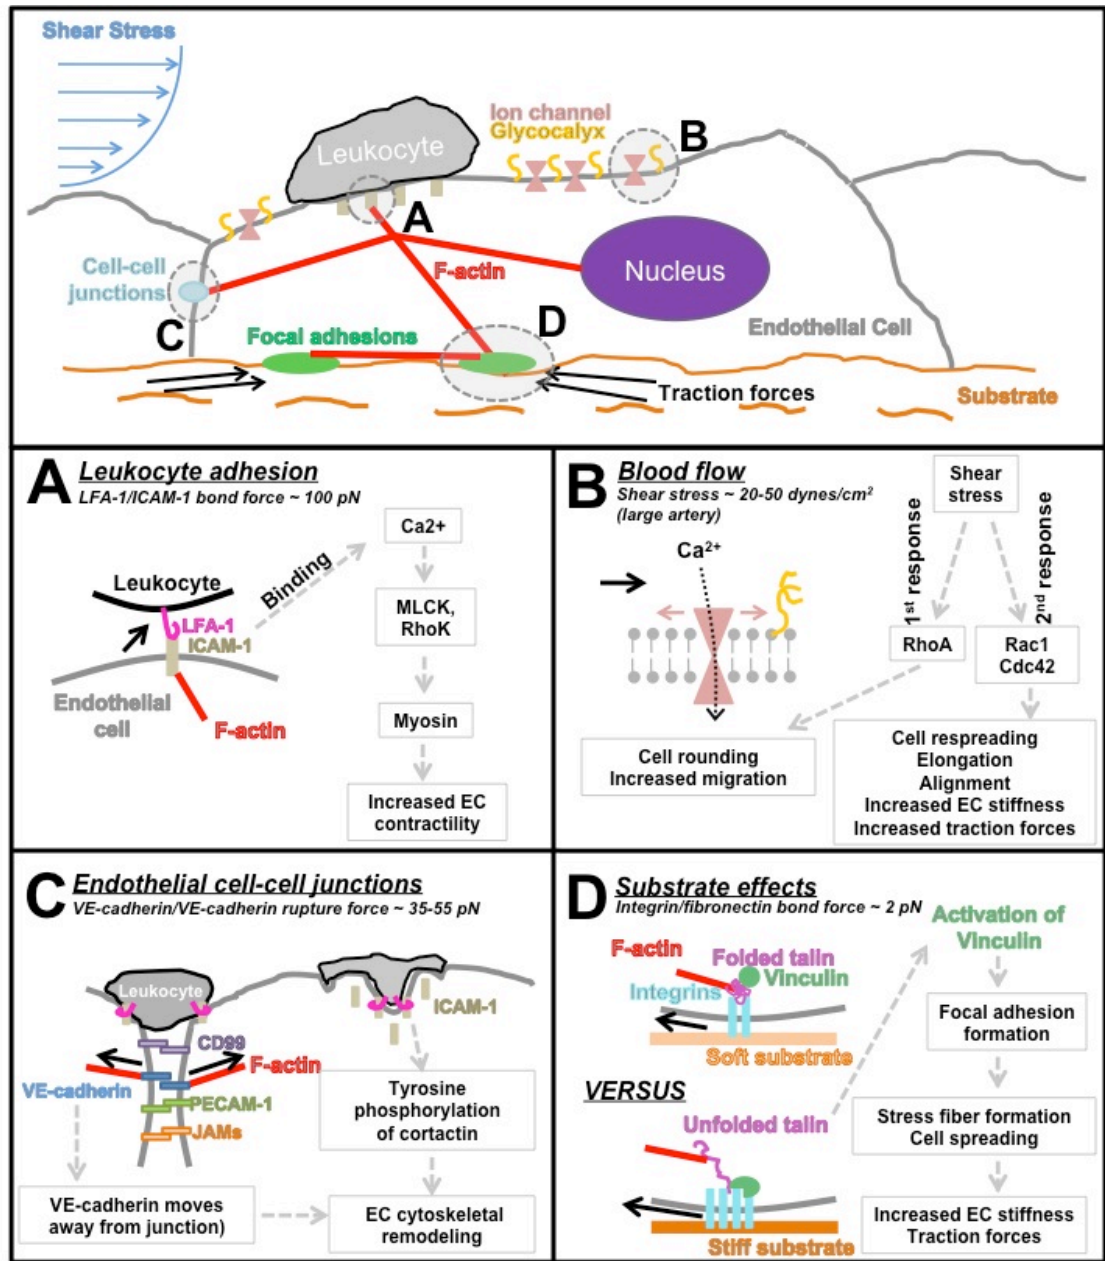 Shear Stress
Leukocyte
Ion channel
Glycocalyx
B
A
F-actin
Nucleus
Cell-cell
junctions
C
Focal adhesions
D
Endothelial Cell
Traction forces
Substrate
A Leukocyte adhesion
LFA-1/ICAM-1 bond force ~ 100 pN
Leukocyte
LFA-1
ICAM-1
Endothelial
cell
F-actin
Binding
Ca2+
MLCK,
RhoK
Myosin
Increased EC
contractility
B Blood flow
Shear stress ~ 20-50 dynes/cm²
(large artery)
Ca²⁺
Shear
stress
1st response
2nd response
RhoA
Rac1
Cdc42
Cell rounding
Increased migration
Cell respreading
Elongation
Alignment
Increased EC stiffness
Increased traction forces
C Endothelial cell-cell junctions
VE-cadherin/VE-cadherin rupture force ~ 35-55 pN
Leukocyte
ICAM-1
CD99
F-actin
VE-cadherin
PECAM-1
JAMs
Tyrosine
phosphorylation
of cortactin
VE-cadherin moves
away from junction)
EC cytoskeletal
remodeling
D Substrate effects
Integrin/fibronectin bond force ~ 2 pN
F-actin
Folded talin
Vinculin
Integrins
Soft substrate
VERSUS
Unfolded talin
Stiff substrate
Activation of
Vinculin
Focal adhesion
formation
Stress fiber formation
Cell spreading
Increased EC stiffness
Traction forces